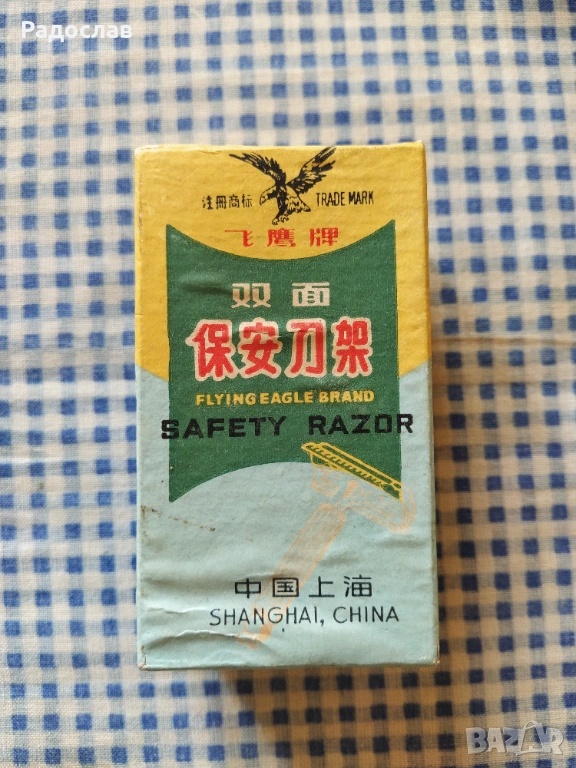 Радослав
注册商标 TRADE MARK
飞鹰牌
双面
保安刀架
FLYING EAGLE BRAND
SAFETY RAZOR
中国上海
SHANGHAI, CHINA
BAZAR